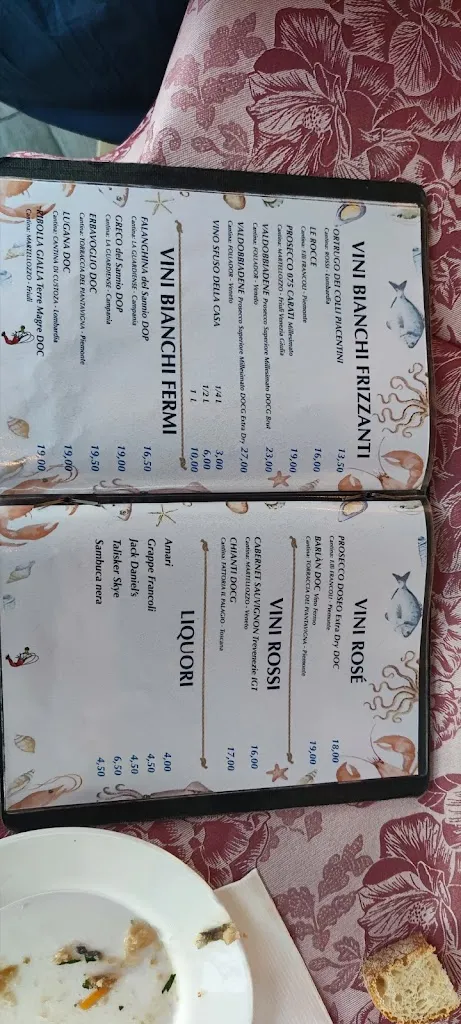 VINI BIANCHI FRIZZANTI
ORTRUGO DEI COLLI PIACENTINI 13,50
Cantina: ROSSI - Lombardia
LE ROCCE 16,00
Cantina: F.lli FRANCOLI - Piemonte
PROSECCO 075 CARATI Millesimato 19,00
Cantina: MARTELLOZZO - Friuli Venezia Giulia
VALDOBBIADENE Prosecco Superiore Millesimato DOCG Brut 23,00
Cantina: FOLLADOR - Veneto
VALDOBBIADENE Prosecco Superiore Millesimato DOCG Extra Dry 27,00
Cantina: FOLLADOR - Veneto
VINO SFUSO DELLA CASA 1/4 L 3,00
1/2 L 6,00
1 L 10,00
VINI BIANCHI FERMI
FALANGHINA del Sannio DOP 16,50
Cantina: LA GUARDIENSE - Campania
GRECO del Sannio DOP 19,00
Cantina: LA GUARDIENSE - Campania
ERBAVOGLIO DOC 19,50
Cantina: TORRACCIA DEL PIANTAVIGNA - Piemonte
LUGANA DOC 19,00
Cantina: CANTINA DI CUSTOZA - Lombardia
RIBOLLA GIALLA Terre Magre DOC 19,00
Cantina: MARTELLOZZO - Friuli
VINI ROSÉ
PROSECCO DOSEO Extra Dry DOC 18,00
Cantina: F.lli FRANCOLI - Piemonte
BARLÀN DOC Vino fermo 19,00
Cantina: TORRACCIA DEL PIANTAVIGNA - Piemonte
VINI ROSSI
CABERNET SAUVIGNON Trevenezie IGT 16,00
Cantina: MARTELLOZZO - Veneto
CHIANTI DOCG 17,00
Cantina: FATTORIA IL PALAGIO - Toscana
LIQUORI
Amari 4,00
Grappe Francoli 4,50
Jack Daniel's 4,50
Talisker Skye 6,50
Sambuca nera 4,50